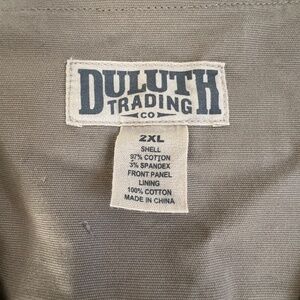 DULUTH
TRADING
CO
2XL
SHELL
97% COTTON
3% SPANDEX
FRONT PANEL
LINING
100% COTTON
MADE IN CHINA